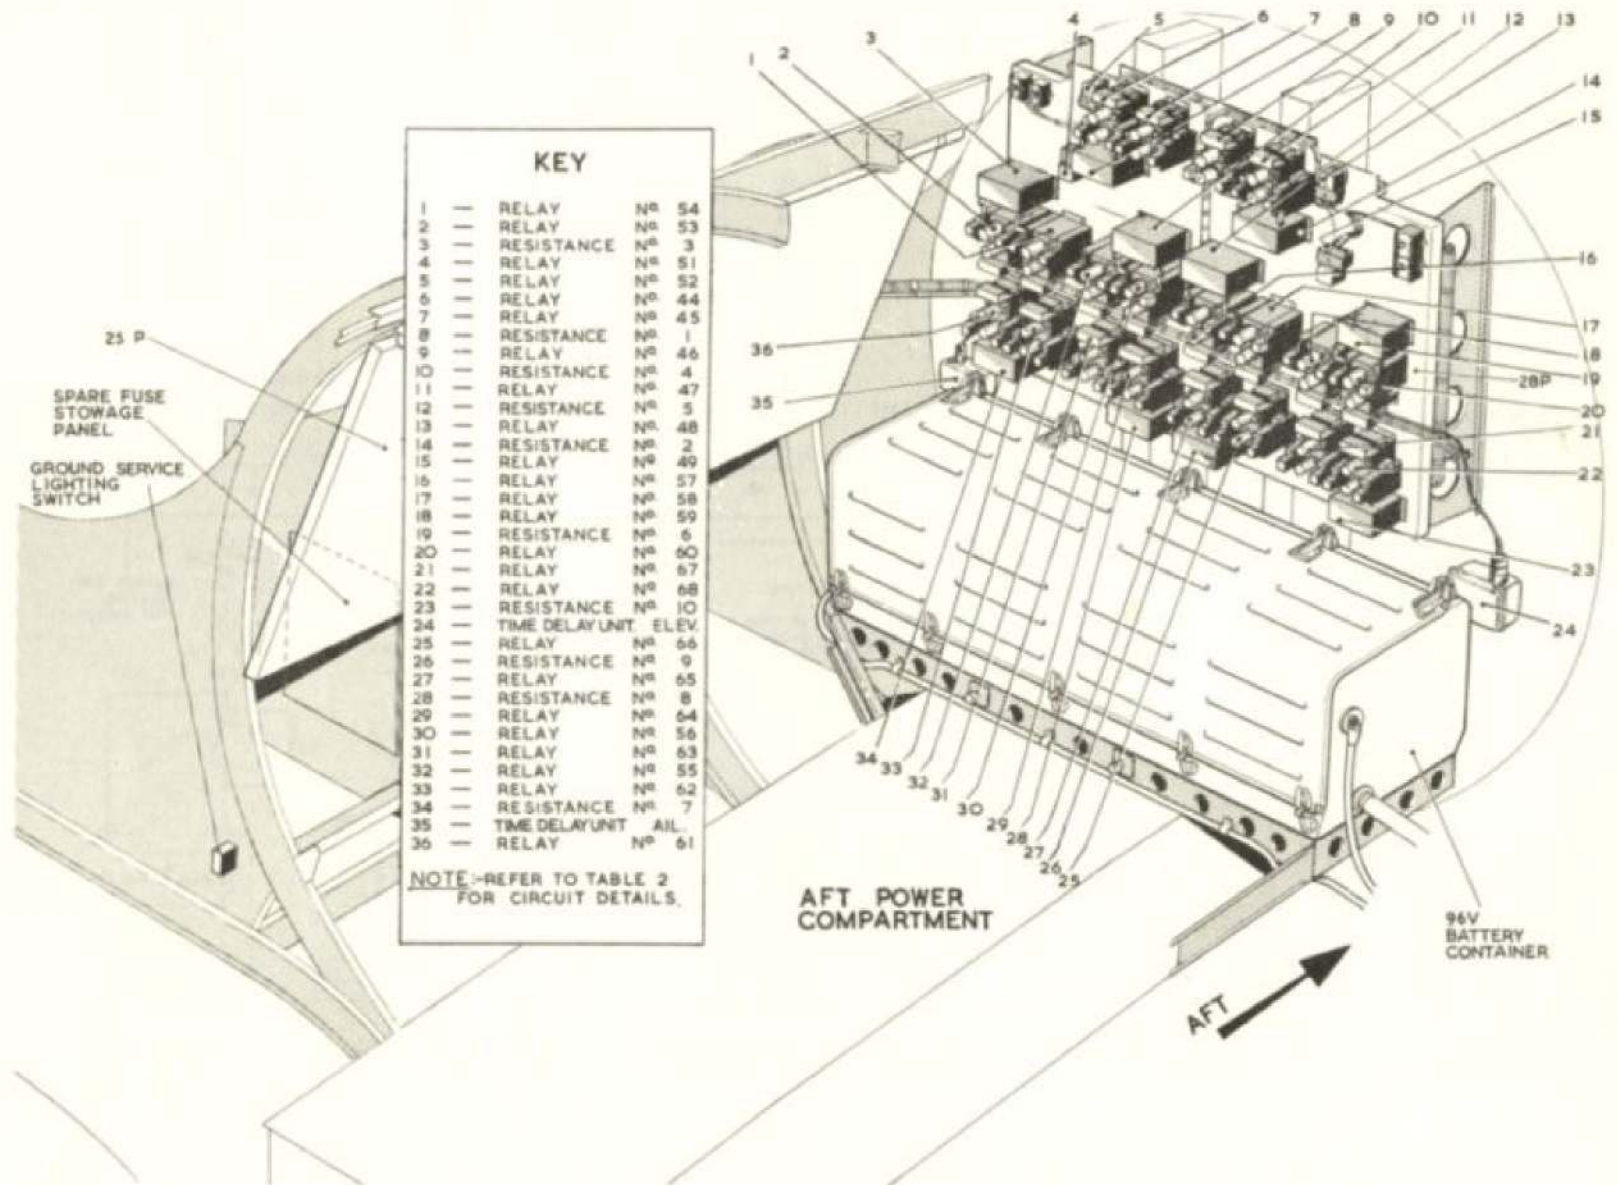 1 2 3 4 5 6 7 8 9 10 11 12 13
14
15
16
17
18
28P
19
20
21
22
23
24
36
35
34 33 32 31 30 29 28 27 26 25
25 P
SPARE FUSE
STOWAGE
PANEL
GROUND SERVICE
LIGHTING
SWITCH
KEY
1 — RELAY Nº 54
2 — RELAY Nº 53
3 — RESISTANCE Nº 3
4 — RELAY Nº 51
5 — RELAY Nº 52
6 — RELAY Nº 44
7 — RELAY Nº 45
8 — RESISTANCE Nº 1
9 — RELAY Nº 46
10 — RESISTANCE Nº 4
11 — RELAY Nº 47
12 — RESISTANCE Nº 5
13 — RELAY Nº 48
14 — RESISTANCE Nº 2
15 — RELAY Nº 49
16 — RELAY Nº 57
17 — RELAY Nº 58
18 — RELAY Nº 59
19 — RESISTANCE Nº 6
20 — RELAY Nº 60
21 — RELAY Nº 67
22 — RELAY Nº 68
23 — RESISTANCE Nº 10
24 — TIME DELAY UNIT. ELEV.
25 — RELAY Nº 66
26 — RESISTANCE Nº 9
27 — RELAY Nº 65
28 — RESISTANCE Nº 8
29 — RELAY Nº 64
30 — RELAY Nº 56
31 — RELAY Nº 63
32 — RELAY Nº 55
33 — RELAY Nº 62
34 — RESISTANCE Nº 7
35 — TIME DELAY UNIT AIL.
36 — RELAY Nº 61
NOTE:-REFER TO TABLE 2
FOR CIRCUIT DETAILS.
AFT POWER
COMPARTMENT
96V
BATTERY
CONTAINER
AFT